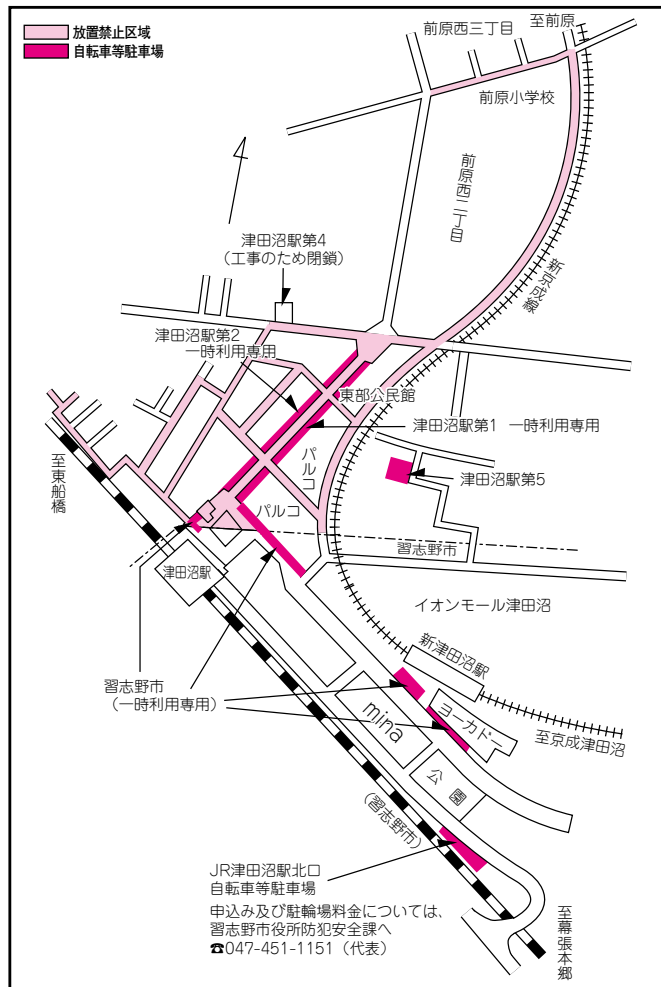 放置禁止区域
自転車等駐車場
至前原
前原西三丁目
前原小学校
前原西二丁目
新京成線
津田沼駅第4
(工事のため閉鎖)
津田沼駅第2
一時利用専用
東部公民館
津田沼駅第1 一時利用専用
パルコ
津田沼駅第5
至東船橋
パルコ
習志野市
津田沼駅
イオンモール津田沼
新津田沼駅
習志野市
(一時利用専用)
mina
ヨーカドー
至京成津田沼
公園
(習志野市)
JR津田沼駅北口
自転車等駐車場
申込み及び駐輪場料金については、
習志野市役所防犯安全課へ
☎047-451-1151(代表)
至幕張本郷